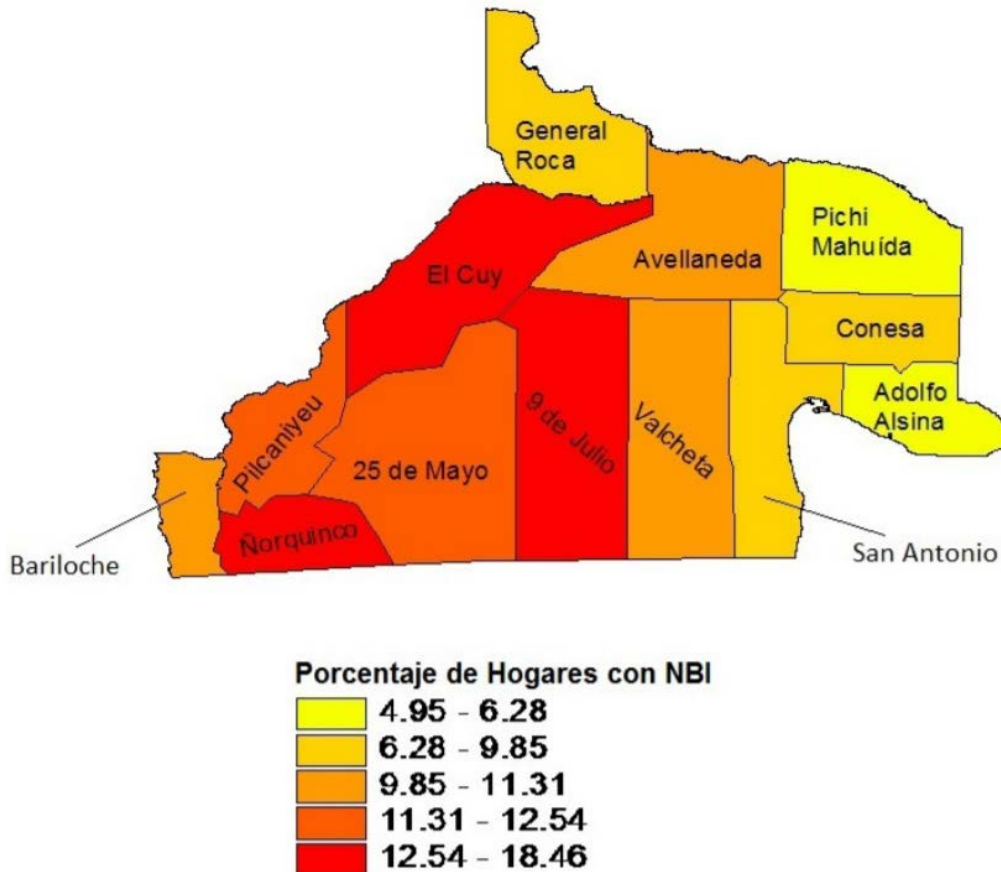 General
Roca
Pichi
Mahuída
Avellaneda
El Cuy
Conesa
Adolfo
Alsina
Pilcaniyeu
25 de Mayo
9 de Julio
Valcheta
Ñorquinco
Bariloche
San Antonio
Porcentaje de Hogares con NBI
4.95 - 6.28
6.28 - 9.85
9.85 - 11.31
11.31 - 12.54
12.54 - 18.46